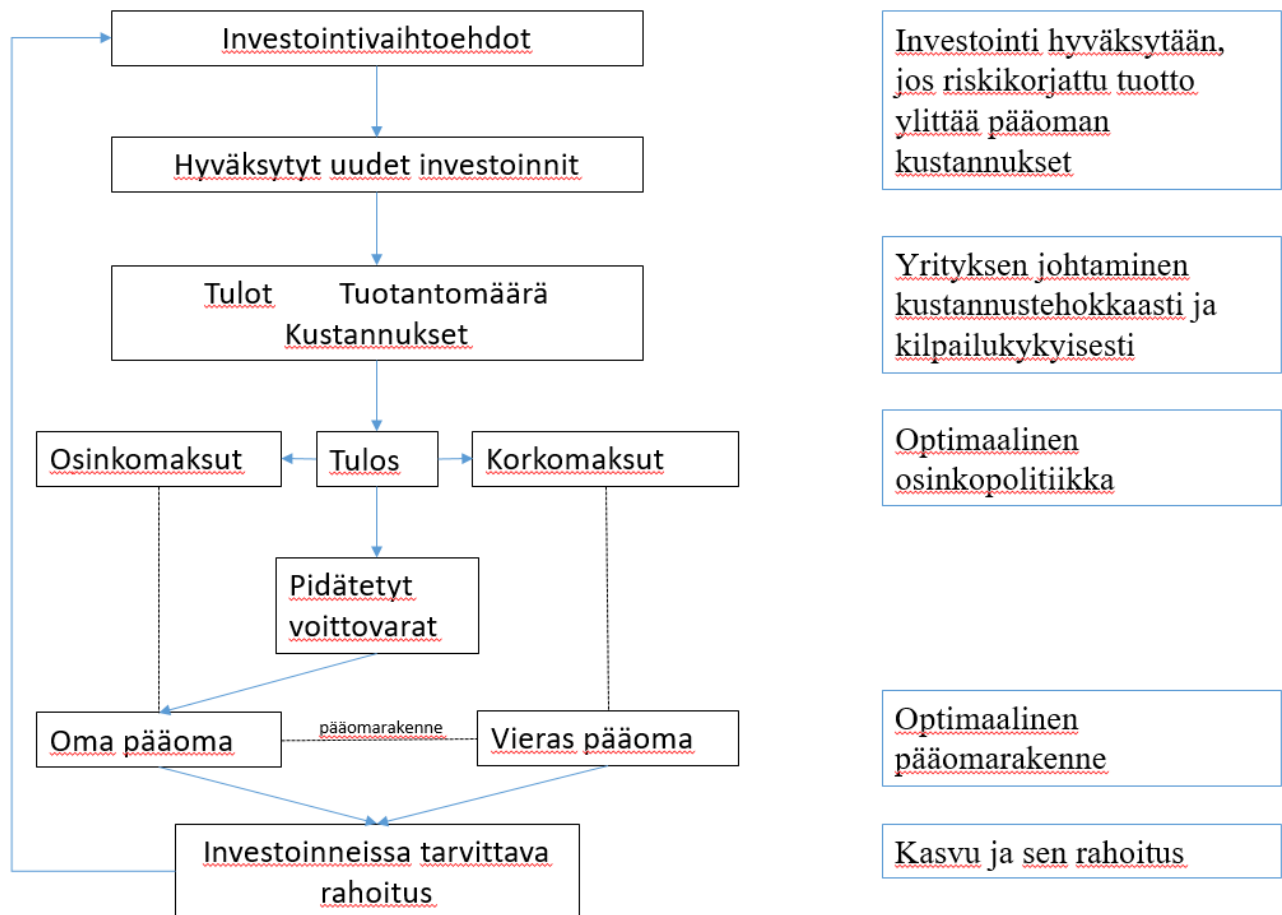 Investointivaihtoehdot
Hyväksytyt uudet investoinnit
Tulot Tuotantomäärä
Kustannukset
Osinkomaksut
Tulos
Korkomaksut
Pidätetyt
voittovarat
Oma pääoma
pääomarakenne
Vieras pääoma
Investoinneissa tarvittava
rahoitus
Investointi hyväksytään,
jos riskikorjattu tuotto
ylittää pääoman
kustannukset
Yrityksen johtaminen
kustannustehokkaasti ja
kilpailukykyisesti
Optimaalinen
osinkopolitiikka
Optimaalinen
pääomarakenne
Kasvu ja sen rahoitus